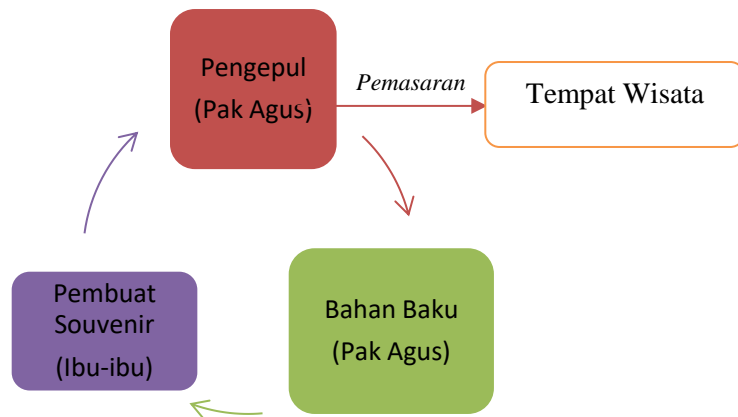 Pengepul
(Pak Agus)
Pemasaran
Tempat Wisata
Bahan Baku
(Pak Agus)
Pembuat
Souvenir
(Ibu-ibu)